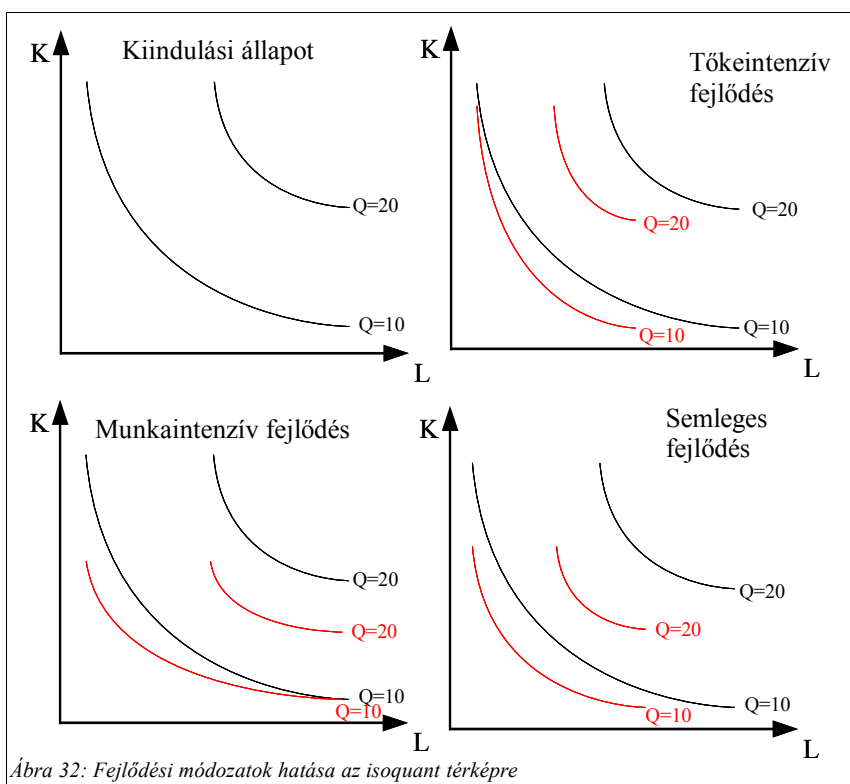 K
Kiindulási állapot
Q=20
Q=10
L
K
Tőkeintenzív
fejlődés
Q=20
Q=20
Q=10
Q=10
L
K
Munkaintenzív fejlődés
Q=20
Q=20
Q=10
Q=10
L
K
Semleges
fejlődés
Q=20
Q=20
Q=10
Q=10
L
Ábra 32: Fejlődési módozatok hatása az isoquant térképre